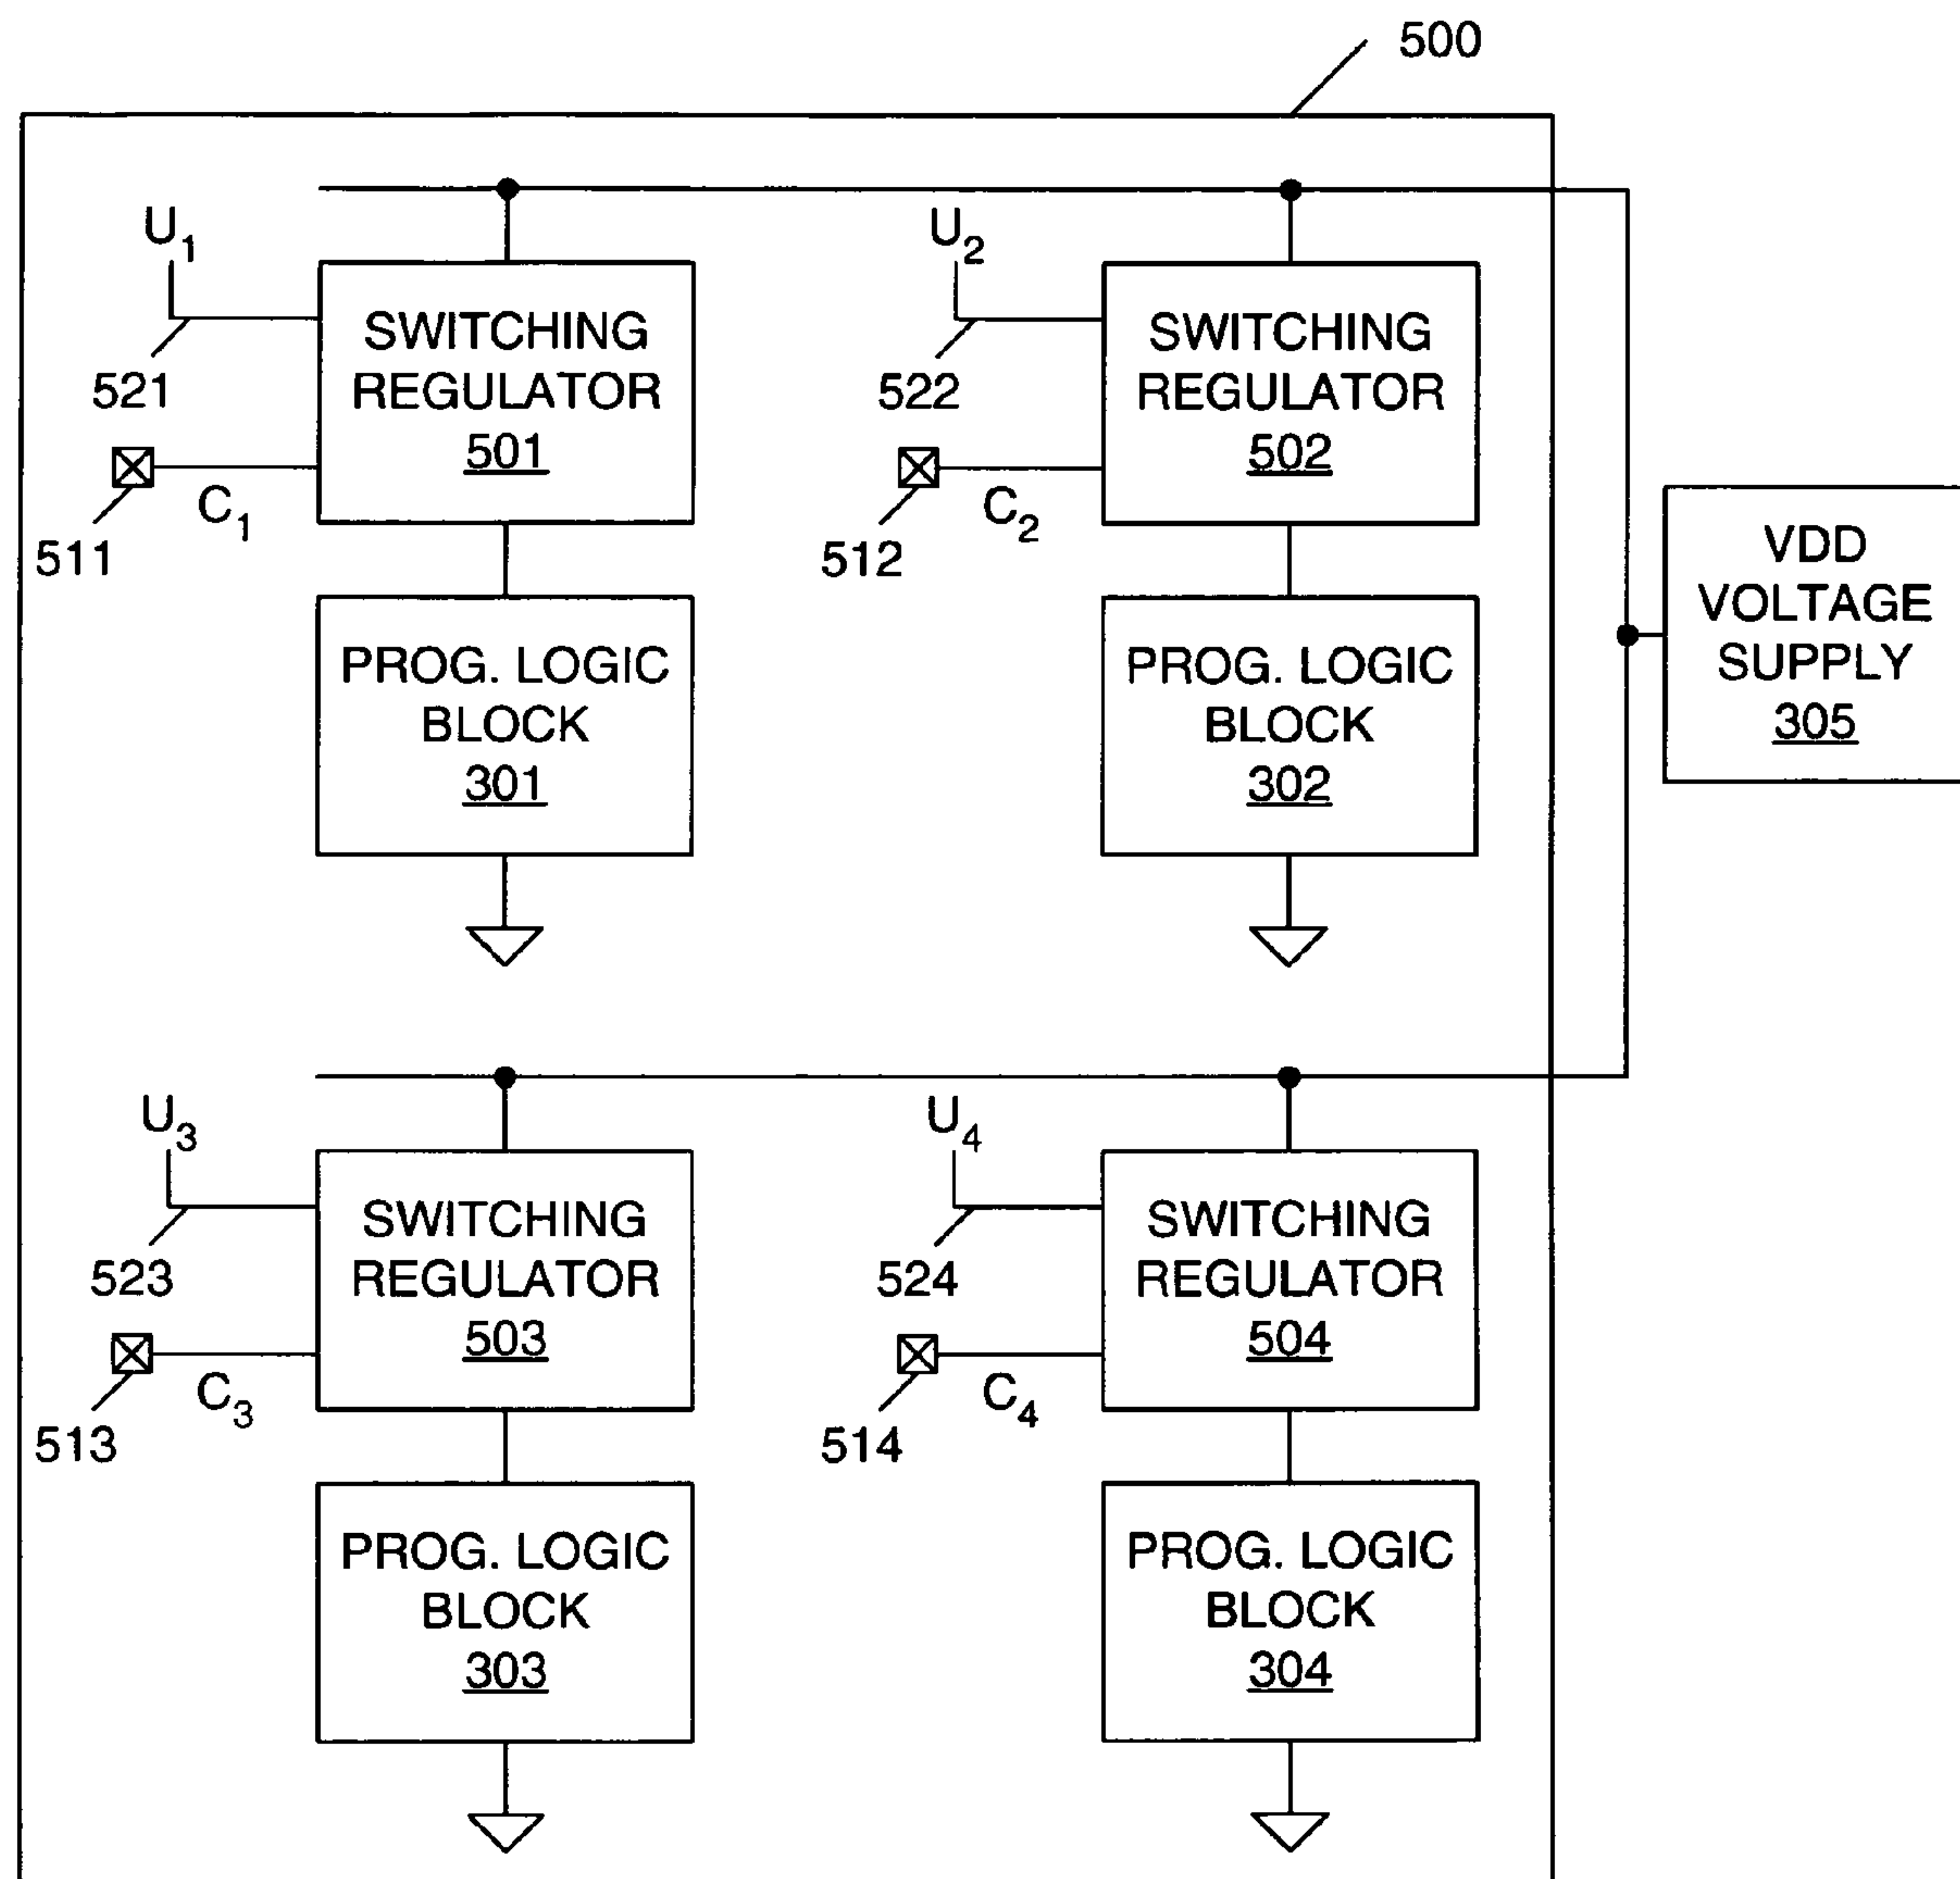 500
U1
U2
SWITCHING
REGULATOR
501
521
511
C1
SWITCHING
REGULATOR
502
522
512
C2
VDD
VOLTAGE
SUPPLY
305
PROG. LOGIC
BLOCK
301
PROG. LOGIC
BLOCK
302
U3
U4
SWITCHING
REGULATOR
503
523
513
C3
SWITCHING
REGULATOR
504
524
514
C4
PROG. LOGIC
BLOCK
303
PROG. LOGIC
BLOCK
304